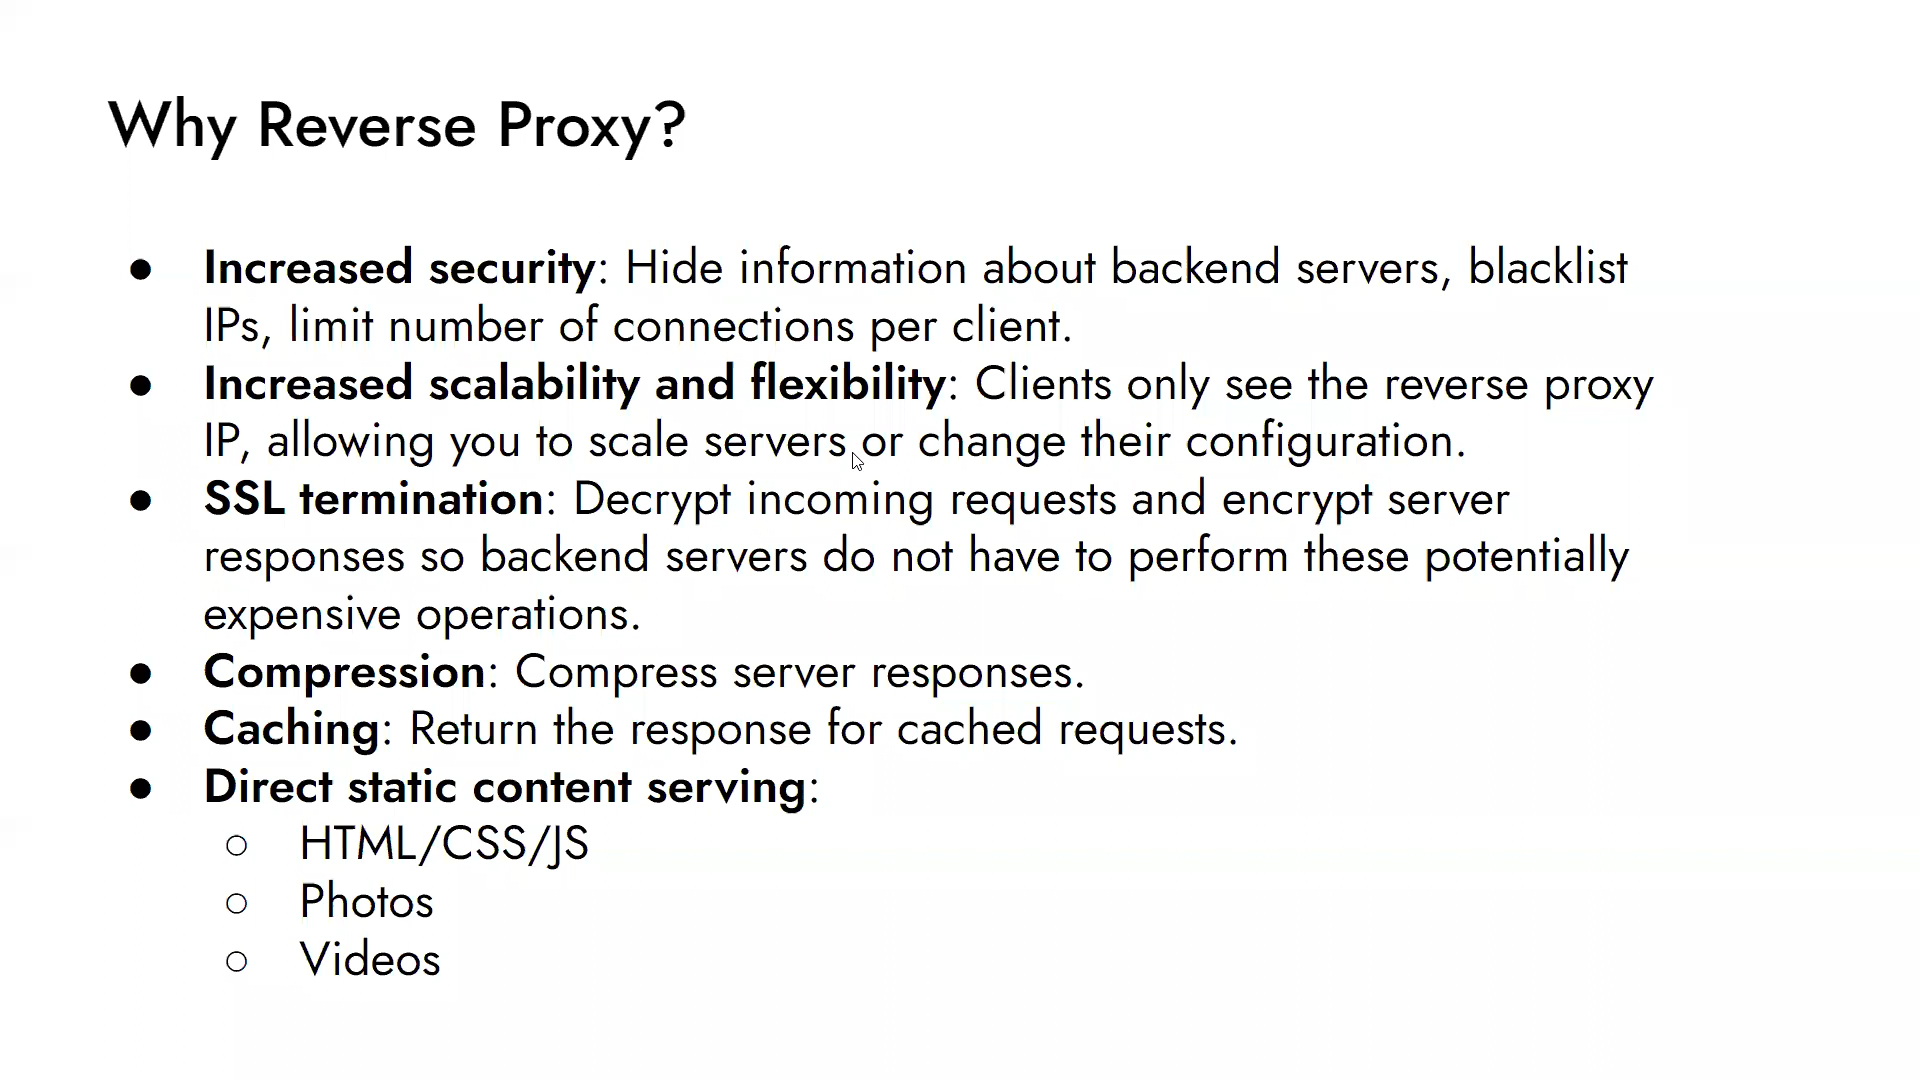 Why Reverse Proxy?
● Increased security: Hide information about backend servers, blacklist
IPs, limit number of connections per client.
● Increased scalability and flexibility: Clients only see the reverse proxy
IP, allowing you to scale servers or change their configuration.
● SSL termination: Decrypt incoming requests and encrypt server
responses so backend servers do not have to perform these potentially
expensive operations.
● Compression: Compress server responses.
● Caching: Return the response for cached requests.
● Direct static content serving:
○ HTML/CSS/JS
○ Photos
○ Videos